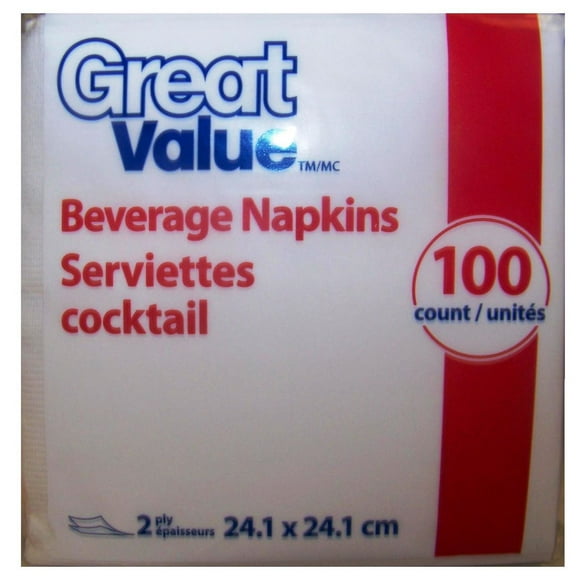 Great
Value TM/MC
Beverage Napkins
Serviettes
cocktail
100
count / unités
2 ply
épaisseurs
24.1 x 24.1 cm